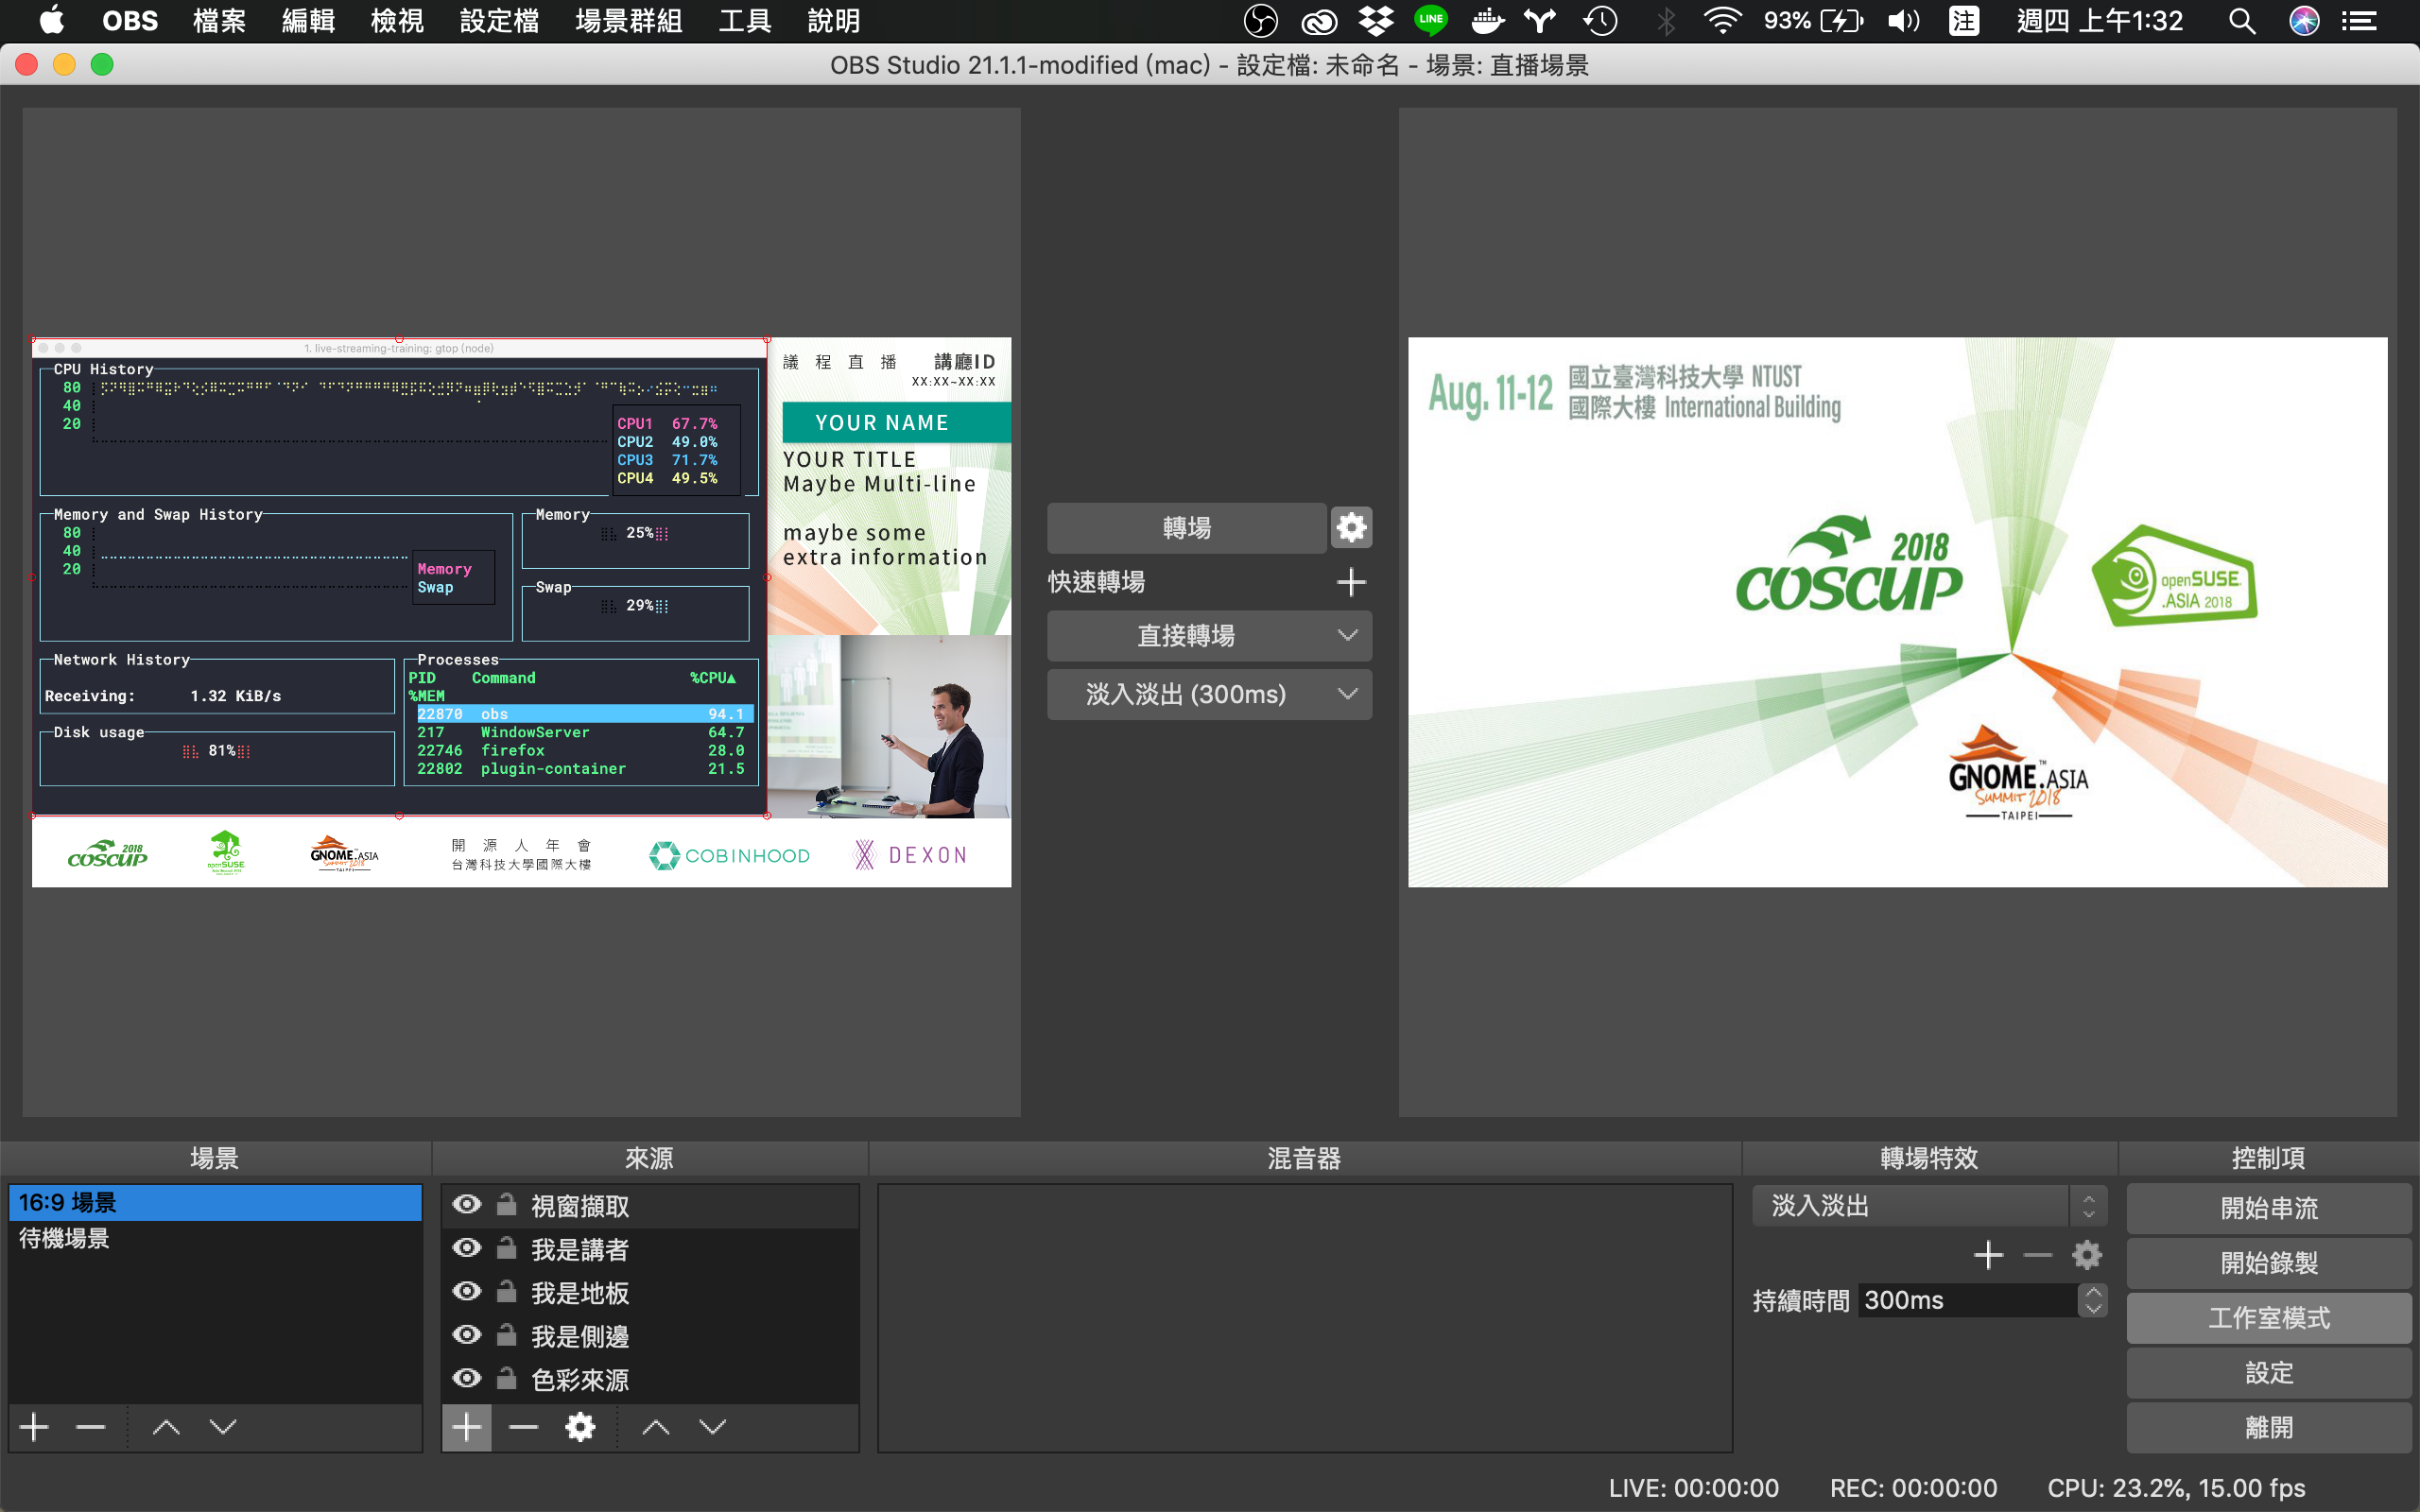 OBS 檔案 編輯 檢視 設定檔 場景群組 工具 說明 LINE 93% 注 週四 上午1:32
OBS Studio 21.1.1-modified (mac) - 設定檔: 未命名 - 場景: 直播場景
1. live-streaming-training: gtop (node)
CPU History
80
40
20
CPU1 67.7%
CPU2 49.0%
CPU3 71.7%
CPU4 49.5%
Memory and Swap History
80
40
20
Memory
Swap
Memory
25%
Swap
29%
Network History
Receiving: 1.32 KiB/s
Disk usage
81%
Processes
PID Command %CPU▲
%MEM
22870 obs 94.1
217 WindowServer 64.7
22746 firefox 28.0
22802 plugin-container 21.5
議程直播 講廳ID
XX:XX~XX:XX
YOUR NAME
YOUR TITLE
Maybe Multi-line
maybe some
extra information
2018
COSCUP
openSUSE
GNOME.ASIA
SUMMIT 2018
TAIPEI
開源人年會
台灣科技大學國際大樓
COBINHOOD
DEXON
轉場
快速轉場
直接轉場
淡入淡出 (300ms)
Aug. 11-12
國立臺灣科技大學 NTUST
國際大樓 International Building
2018
COSCUP
openSUSE
.ASIA 2018
GNOME.ASIA™
SUMMIT 2018
TAIPEI
場景
16:9 場景
待機場景
來源
視窗擷取
我是講者
我是地板
我是側邊
色彩來源
混音器
轉場特效
淡入淡出
持續時間 300ms
控制項
開始串流
開始錄製
工作室模式
設定
離開
LIVE: 00:00:00 REC: 00:00:00 CPU: 23.2%, 15.00 fps